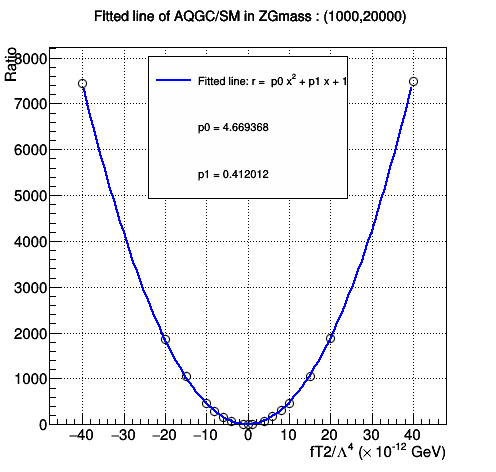 FItted line of AQGC/SM in ZGmass : (1000,20000)
Ratio
8000
7000
6000
5000
4000
3000
2000
1000
0
Fitted line: r = p0 x² + p1 x + 1
p0 = 4.669368
p1 = 0.412012
−40 −30 −20 −10 0 10 20 30 40
fT2/Λ⁴ (× 10⁻¹² GeV)